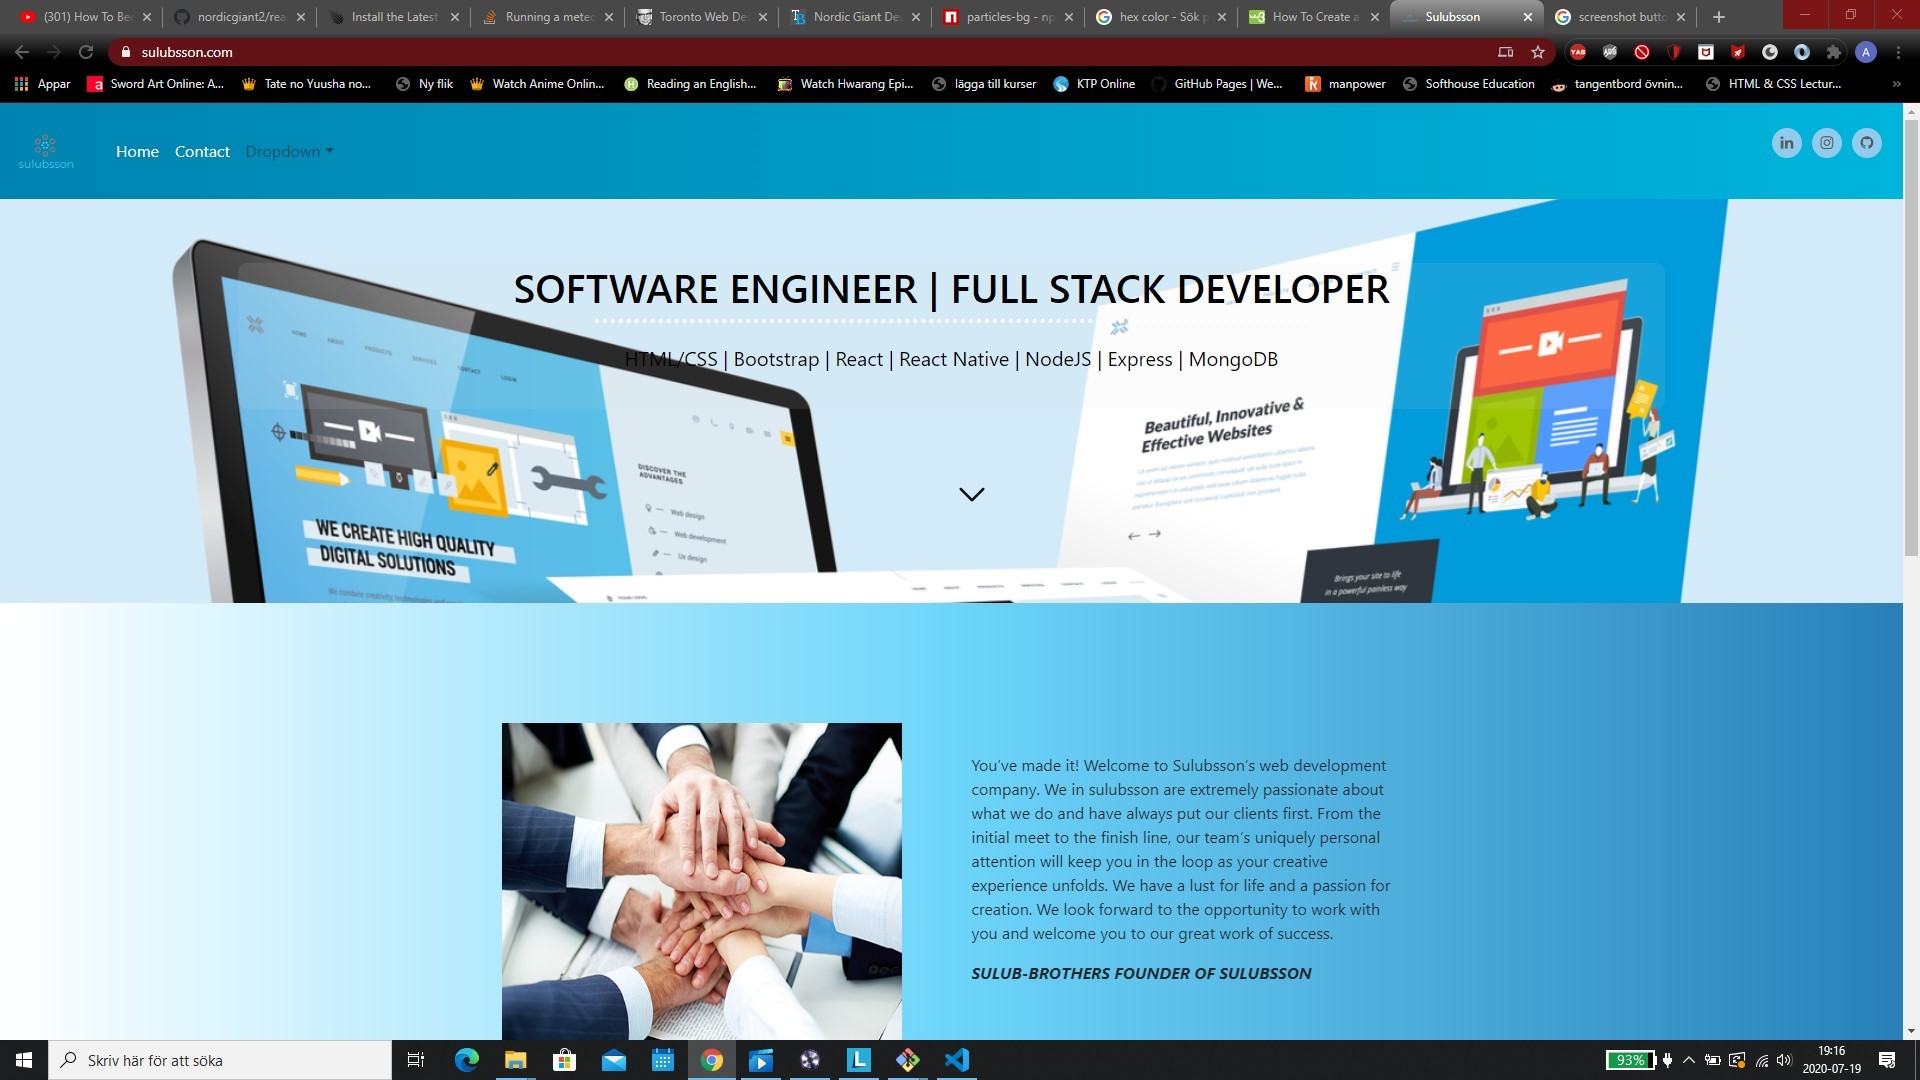 (301) How To Be
nordicgiant2/rea
Install the Latest
Running a meteo
Toronto Web De
Nordic Giant De
particles-bg - np
hex color - Sök p
How To Create a
Sulubsson
screenshot butto
sulubsson.com
Appar
Sword Art Online: A...
Tate no Yuusha no...
Ny flik
Watch Anime Onlin...
Reading an English...
Watch Hwarang Epi...
lägga till kurser
KTP Online
GitHub Pages | We...
manpower
Softhouse Education
tangentbord övnin...
HTML & CSS Lectur...
sulubsson
Home
Contact
Dropdown
SOFTWARE ENGINEER | FULL STACK DEVELOPER
HTML/CSS | Bootstrap | React | React Native | NodeJS | Express | MongoDB
HOME
ABOUT
PRODUCTS
SERVICES
CONTACT
LOGIN
DISCOVER THE
ADVANTAGES
Web design
Web development
Ux design
WE CREATE HIGH QUALITY
DIGITAL SOLUTIONS
Beautiful, Innovative &
Effective Websites
Brings your site to life
in a powerful painless way
You've made it! Welcome to Sulubsson's web development
company. We in sulubsson are extremely passionate about
what we do and have always put our clients first. From the
initial meet to the finish line, our team's uniquely personal
attention will keep you in the loop as your creative
experience unfolds. We have a lust for life and a passion for
creation. We look forward to the opportunity to work with
you and welcome you to our great work of success.
SULUB-BROTHERS FOUNDER OF SULUBSSON
Skriv här för att söka
93%
19:16
2020-07-19